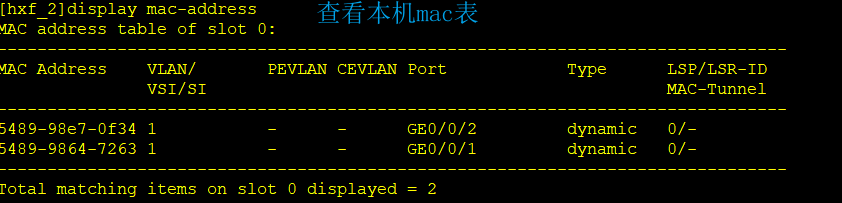 [hxf_2]display mac-address 查看本机mac表
MAC address table of slot 0:
-------------------------------------------------------------------------------
MAC Address    VLAN/       PEVLAN CEVLAN Port            Type      LSP/LSR-ID
               VSI/SI                                              MAC-Tunnel
-------------------------------------------------------------------------------
5489-98e7-0f34 1           -      -      GE0/0/2         dynamic   0/-
5489-9864-7263 1           -      -      GE0/0/1         dynamic   0/-
-------------------------------------------------------------------------------
Total matching items on slot 0 displayed = 2